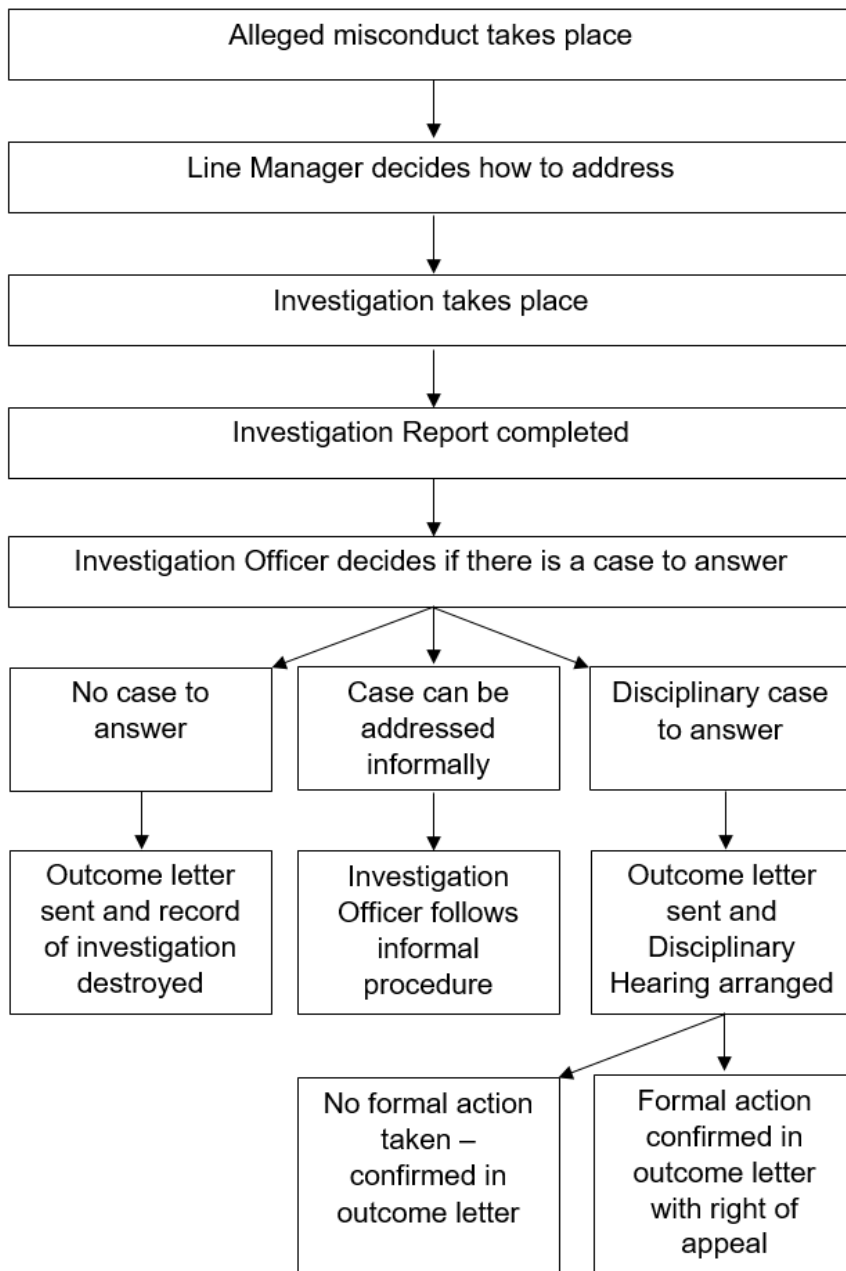 Alleged misconduct takes place
Line Manager decides how to address
Investigation takes place
Investigation Report completed
Investigation Officer decides if there is a case to answer
No case to
answer
Case can be
addressed
informally
Disciplinary case
to answer
Outcome letter
sent and record
of investigation
destroyed
Investigation
Officer follows
informal
procedure
Outcome letter
sent and
Disciplinary
Hearing arranged
No formal action
taken –
confirmed in
outcome letter
Formal action
confirmed in
outcome letter
with right of
appeal